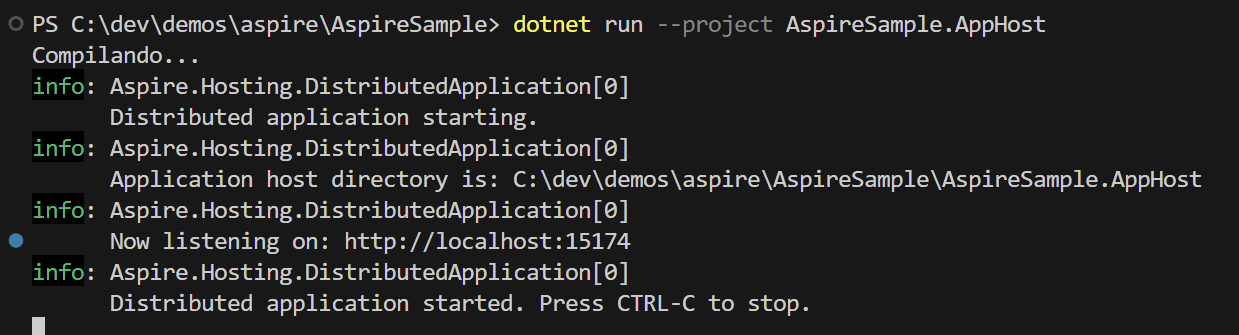 PS C:\dev\demos\aspire\AspireSample> dotnet run --project AspireSample.AppHost
Compilando...
info: Aspire.Hosting.DistributedApplication[0]
      Distributed application starting.
info: Aspire.Hosting.DistributedApplication[0]
      Application host directory is: C:\dev\demos\aspire\AspireSample\AspireSample.AppHost
info: Aspire.Hosting.DistributedApplication[0]
      Now listening on: http://localhost:15174
info: Aspire.Hosting.DistributedApplication[0]
      Distributed application started. Press CTRL-C to stop.